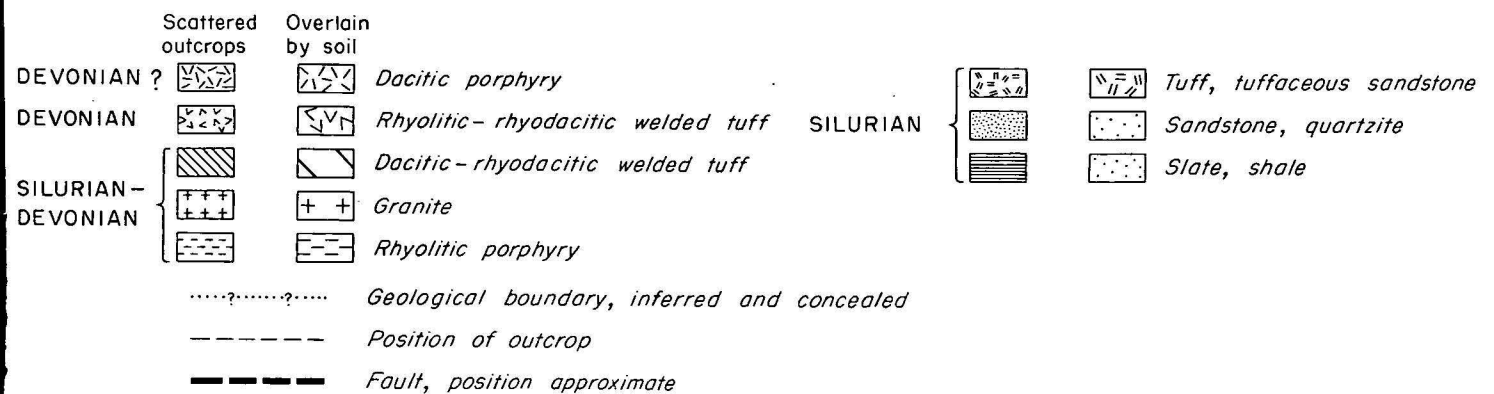 Scattered outcrops
Overlain by soil
DEVONIAN ?
Dacitic porphyry
DEVONIAN
Rhyolitic-rhyodacitic welded tuff
Dacitic-rhyodacitic welded tuff
SILURIAN-
DEVONIAN
Granite
Rhyolitic porphyry
·····?·······?····· Geological boundary, inferred and concealed
Position of outcrop
Fault, position approximate
SILURIAN
Tuff, tuffaceous sandstone
Sandstone, quartzite
Slate, shale